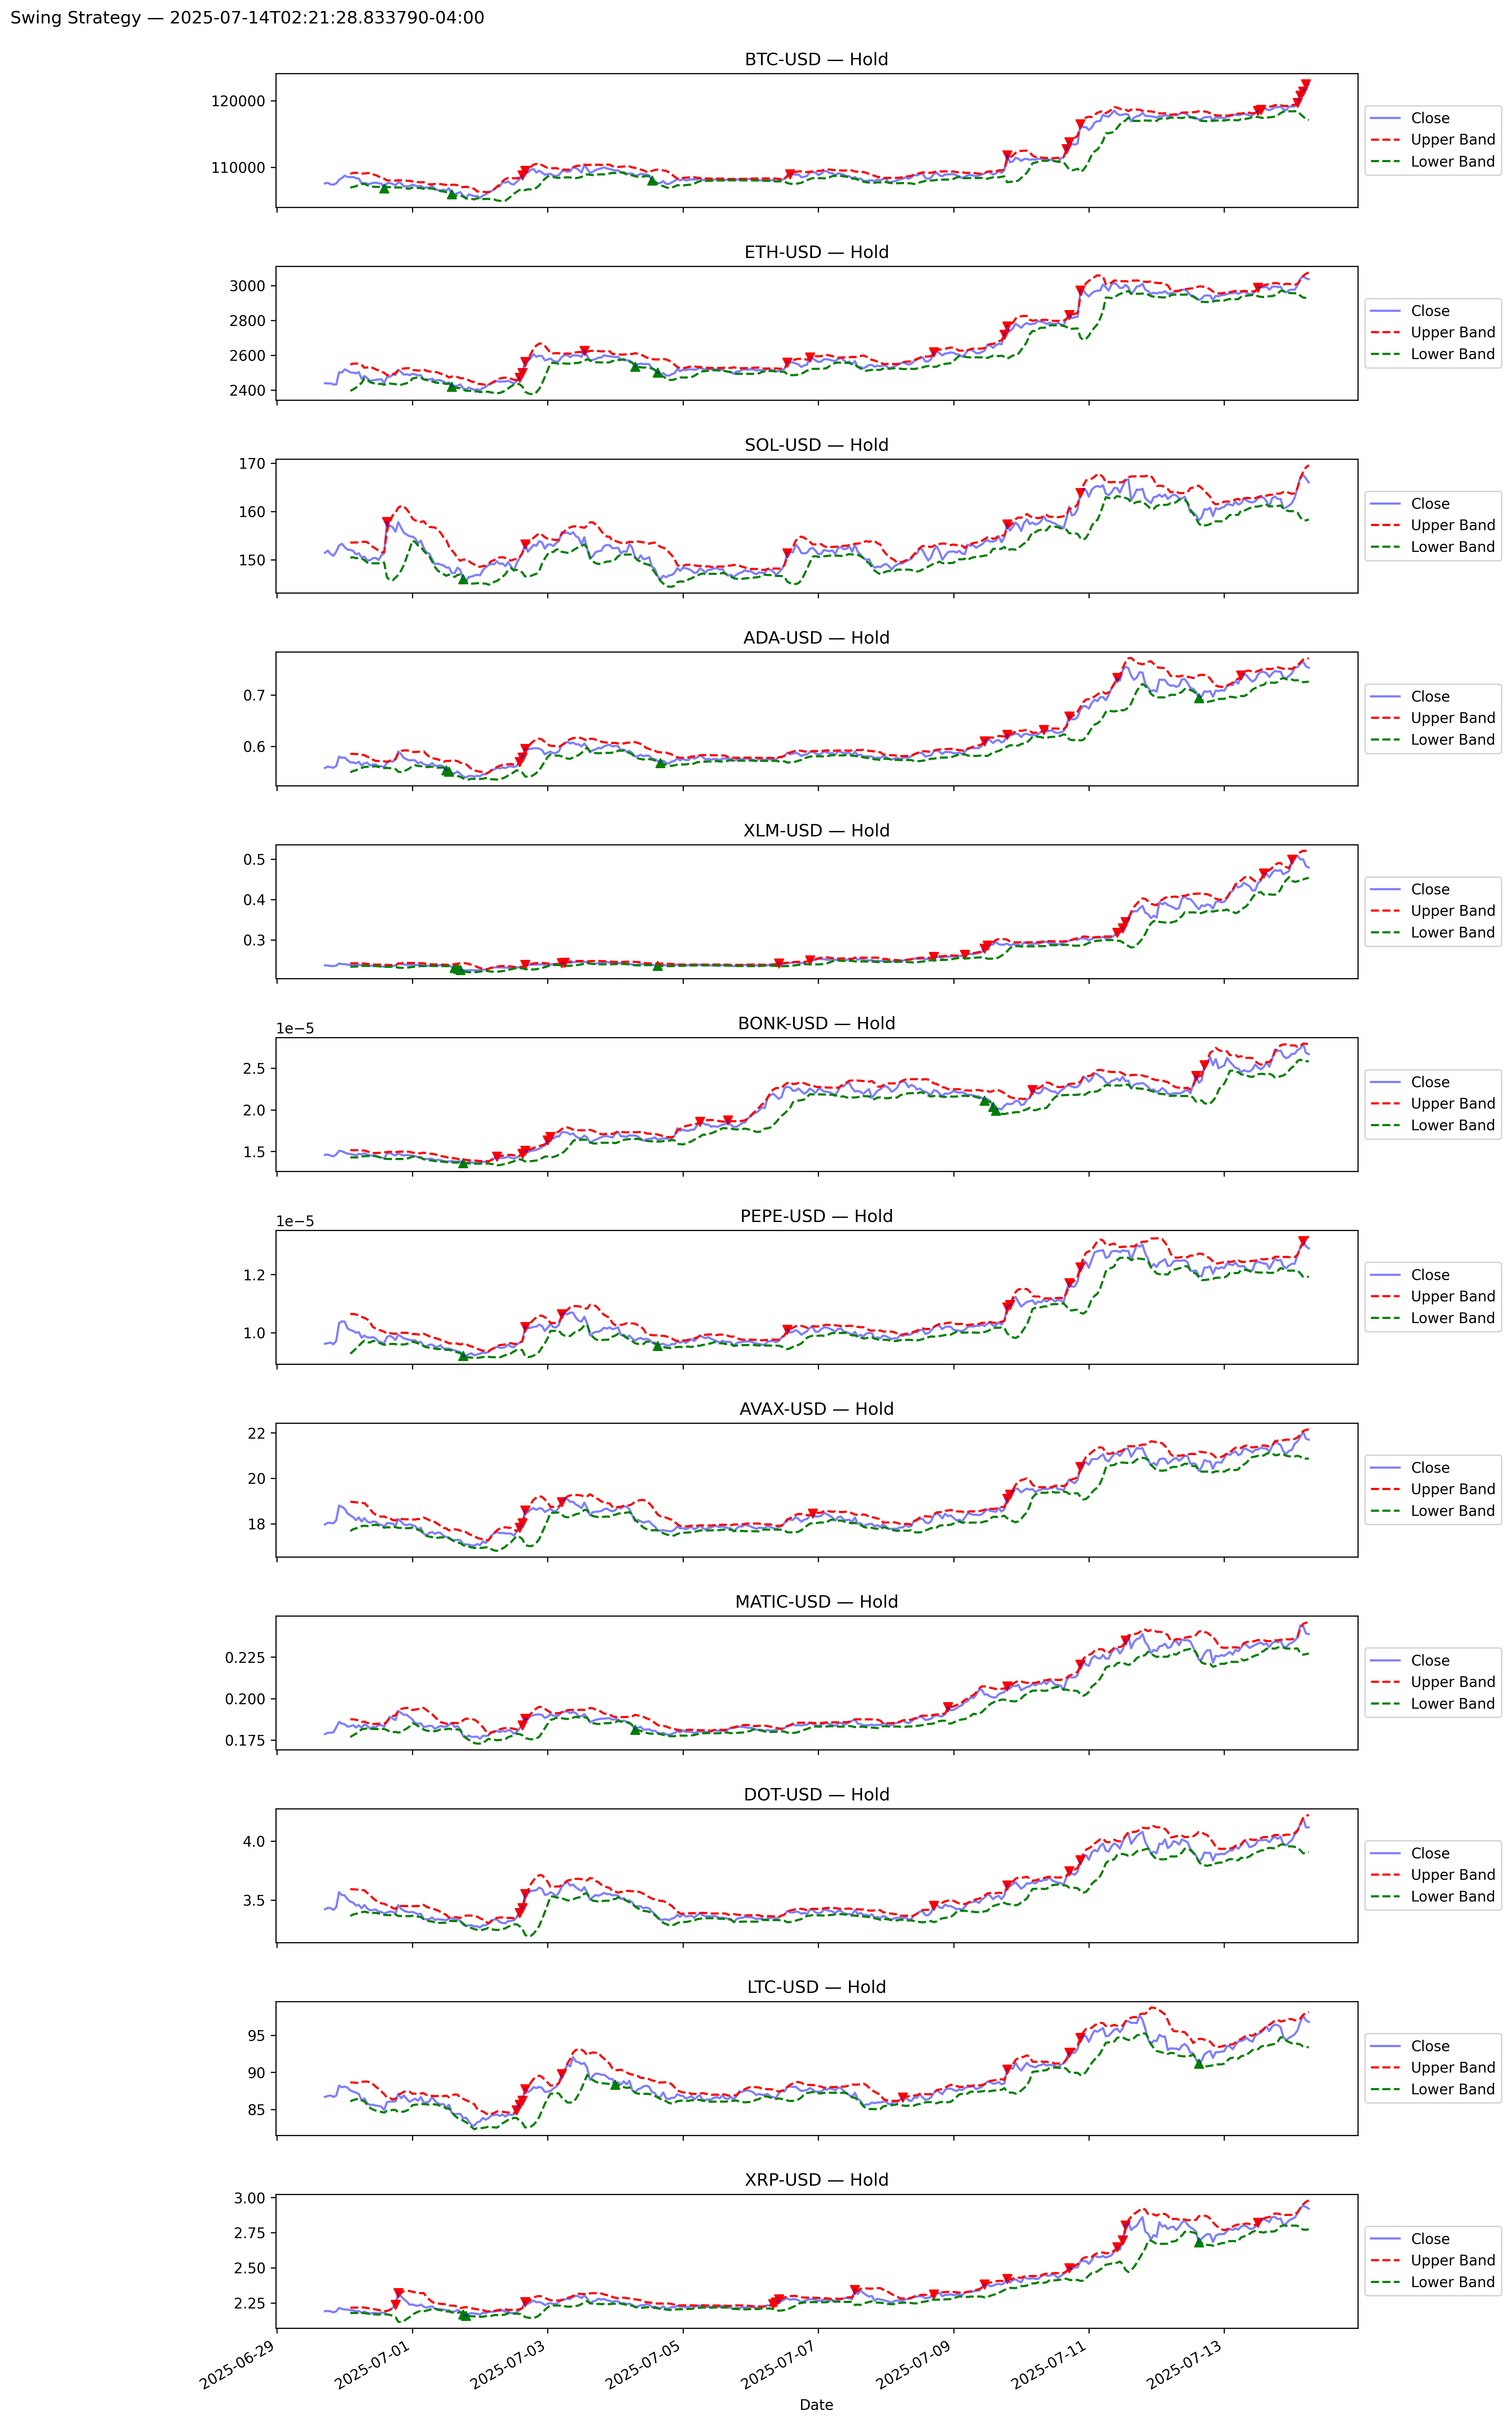 Swing Strategy — 2025-07-14T02:21:28.833790-04:00
BTC-USD — Hold
120000
110000
Close
Upper Band
Lower Band
ETH-USD — Hold
3000
2800
2600
2400
Close
Upper Band
Lower Band
SOL-USD — Hold
170
160
150
Close
Upper Band
Lower Band
ADA-USD — Hold
0.7
0.6
Close
Upper Band
Lower Band
XLM-USD — Hold
0.5
0.4
0.3
Close
Upper Band
Lower Band
BONK-USD — Hold
1e−5
2.5
2.0
1.5
Close
Upper Band
Lower Band
PEPE-USD — Hold
1e−5
1.2
1.0
Close
Upper Band
Lower Band
AVAX-USD — Hold
22
20
18
Close
Upper Band
Lower Band
MATIC-USD — Hold
0.225
0.200
0.175
Close
Upper Band
Lower Band
DOT-USD — Hold
4.0
3.5
Close
Upper Band
Lower Band
LTC-USD — Hold
95
90
85
Close
Upper Band
Lower Band
XRP-USD — Hold
3.00
2.75
2.50
2.25
Close
Upper Band
Lower Band
2025-06-29
2025-07-01
2025-07-03
2025-07-05
2025-07-07
2025-07-09
2025-07-11
2025-07-13
Date